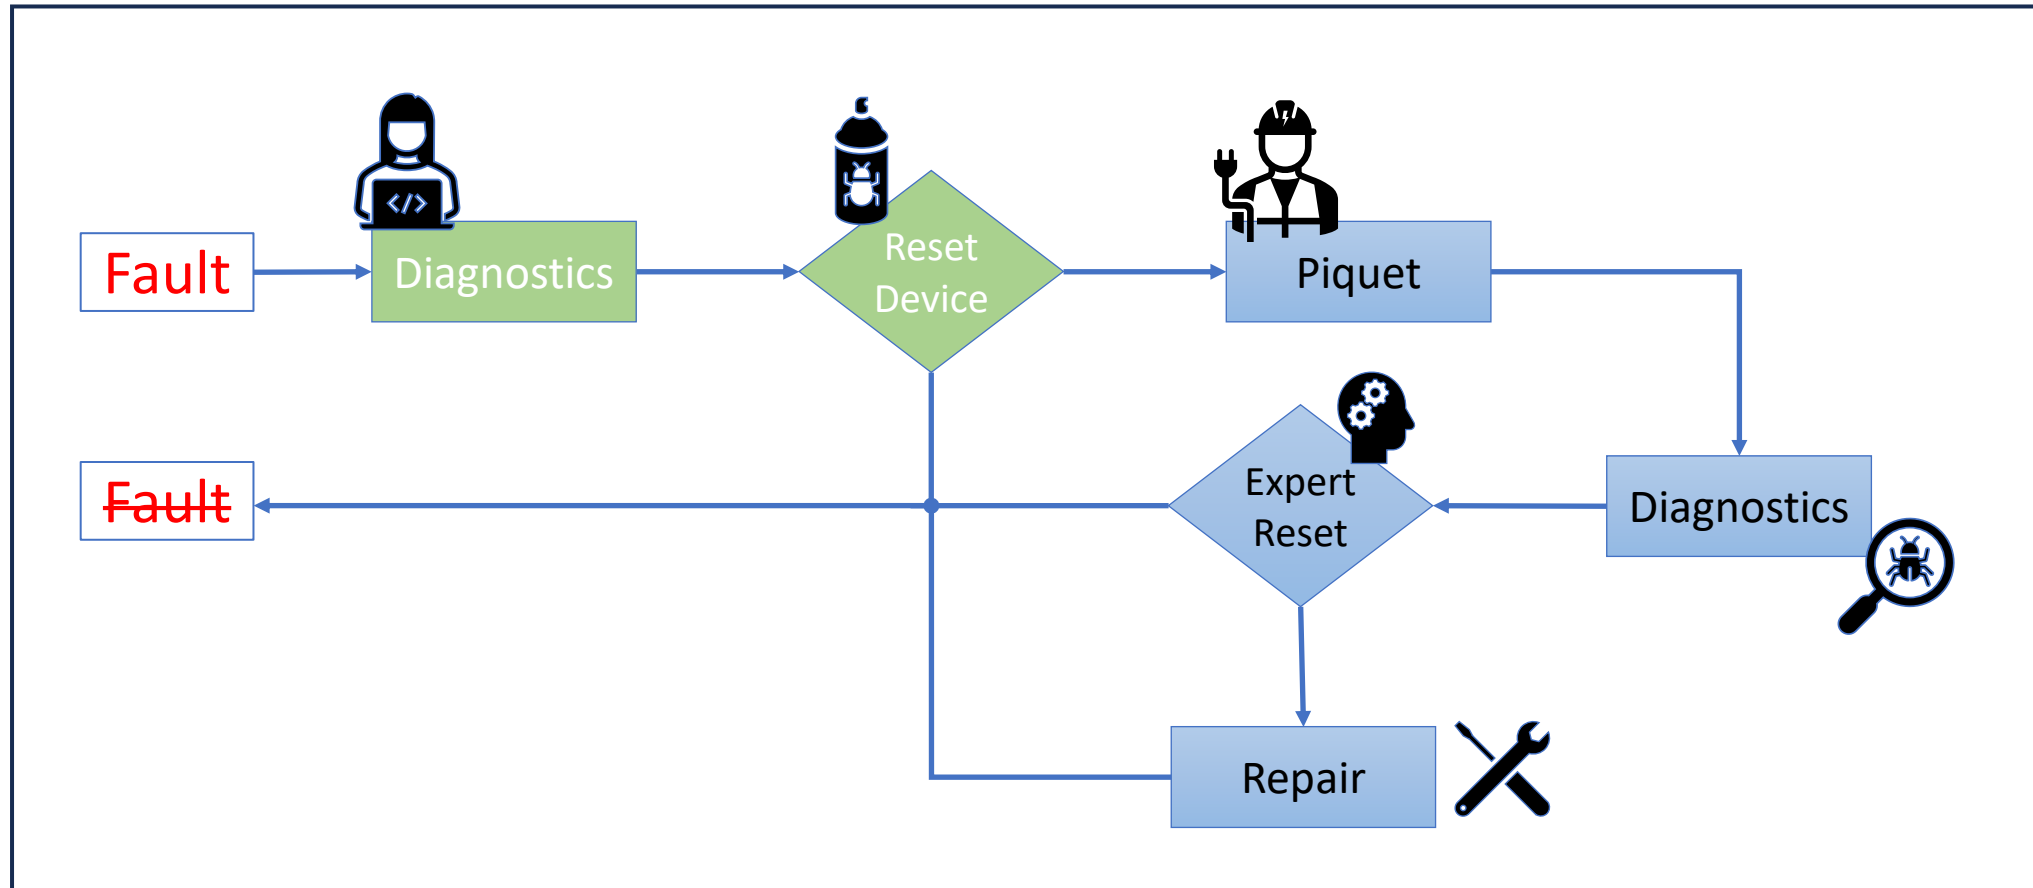 Fault
Diagnostics
Reset
Device
Piquet
Fault
Expert
Reset
Diagnostics
Repair
</>